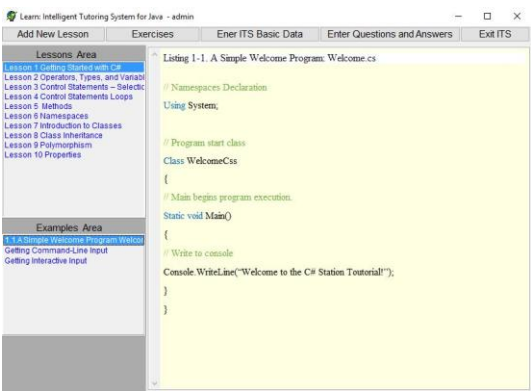 Learn: Intelligent Tutoring System for Java - admin
Add New Lesson Exercises Ener ITS Basic Data Enter Questions and Answers Exit ITS
Lessons Area
Lesson 1 Getting Started with C#
Lesson 2 Operators, Types, and Variabl
Lesson 3 Control Statements – Selectic
Lesson 4 Control Statements Loops
Lesson 5 Methods
Lesson 6 Namespaces
Lesson 7 Introduction to Classes
Lesson 8 Class Inheritance
Lesson 9 Polymorphism
Lesson 10 Properties
Examples Area
1.1 A Simple Welcome Program Welcor
Getting Command-Line Input
Getting Interactive Input
Listing 1-1. A Simple Welcome Program: Welcome.cs
// Namespaces Declaration
Using System;
// Program start class
Class WelcomeCss
{
// Main begins program execution.
Static void Main()
{
// Write to console
Console.WriteLine(“Welcome to the C# Station Toutorial!”);
}
}